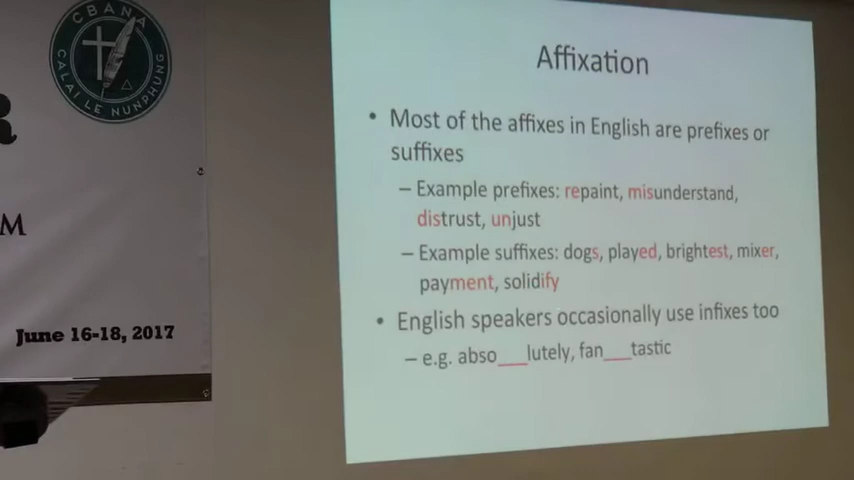 CBANA
CALAI LE NUNPHUNG
R
M
June 16-18, 2017
Affixation
• Most of the affixes in English are prefixes or
suffixes
– Example prefixes: repaint, misunderstand,
distrust, unjust
– Example suffixes: dogs, played, brightest, mixer,
payment, solidify
• English speakers occasionally use infixes too
– e.g. abso___lutely, fan___tastic